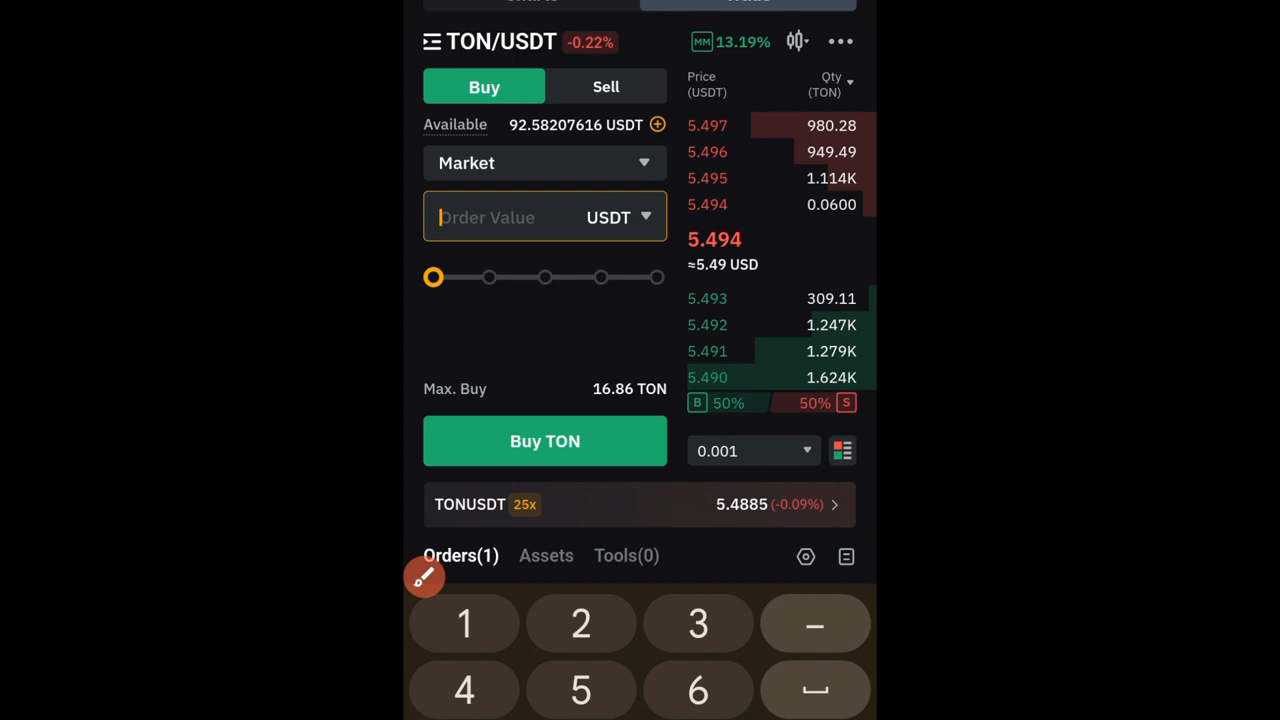 TON/USDT -0.22% MM 13.19%
Buy Sell
Available 92.58207616 USDT
Market
Order Value USDT
Max. Buy 16.86 TON
Buy TON
Price Qty
(USDT) (TON)
5.497 980.28
5.496 949.49
5.495 1.114K
5.494 0.0600
5.494
≈5.49 USD
5.493 309.11
5.492 1.247K
5.491 1.279K
5.490 1.624K
B 50% 50% S
0.001
TONUSDT 25x 5.4885 (-0.09%)
Orders(1) Assets Tools(0)
1 2 3 –
4 5 6